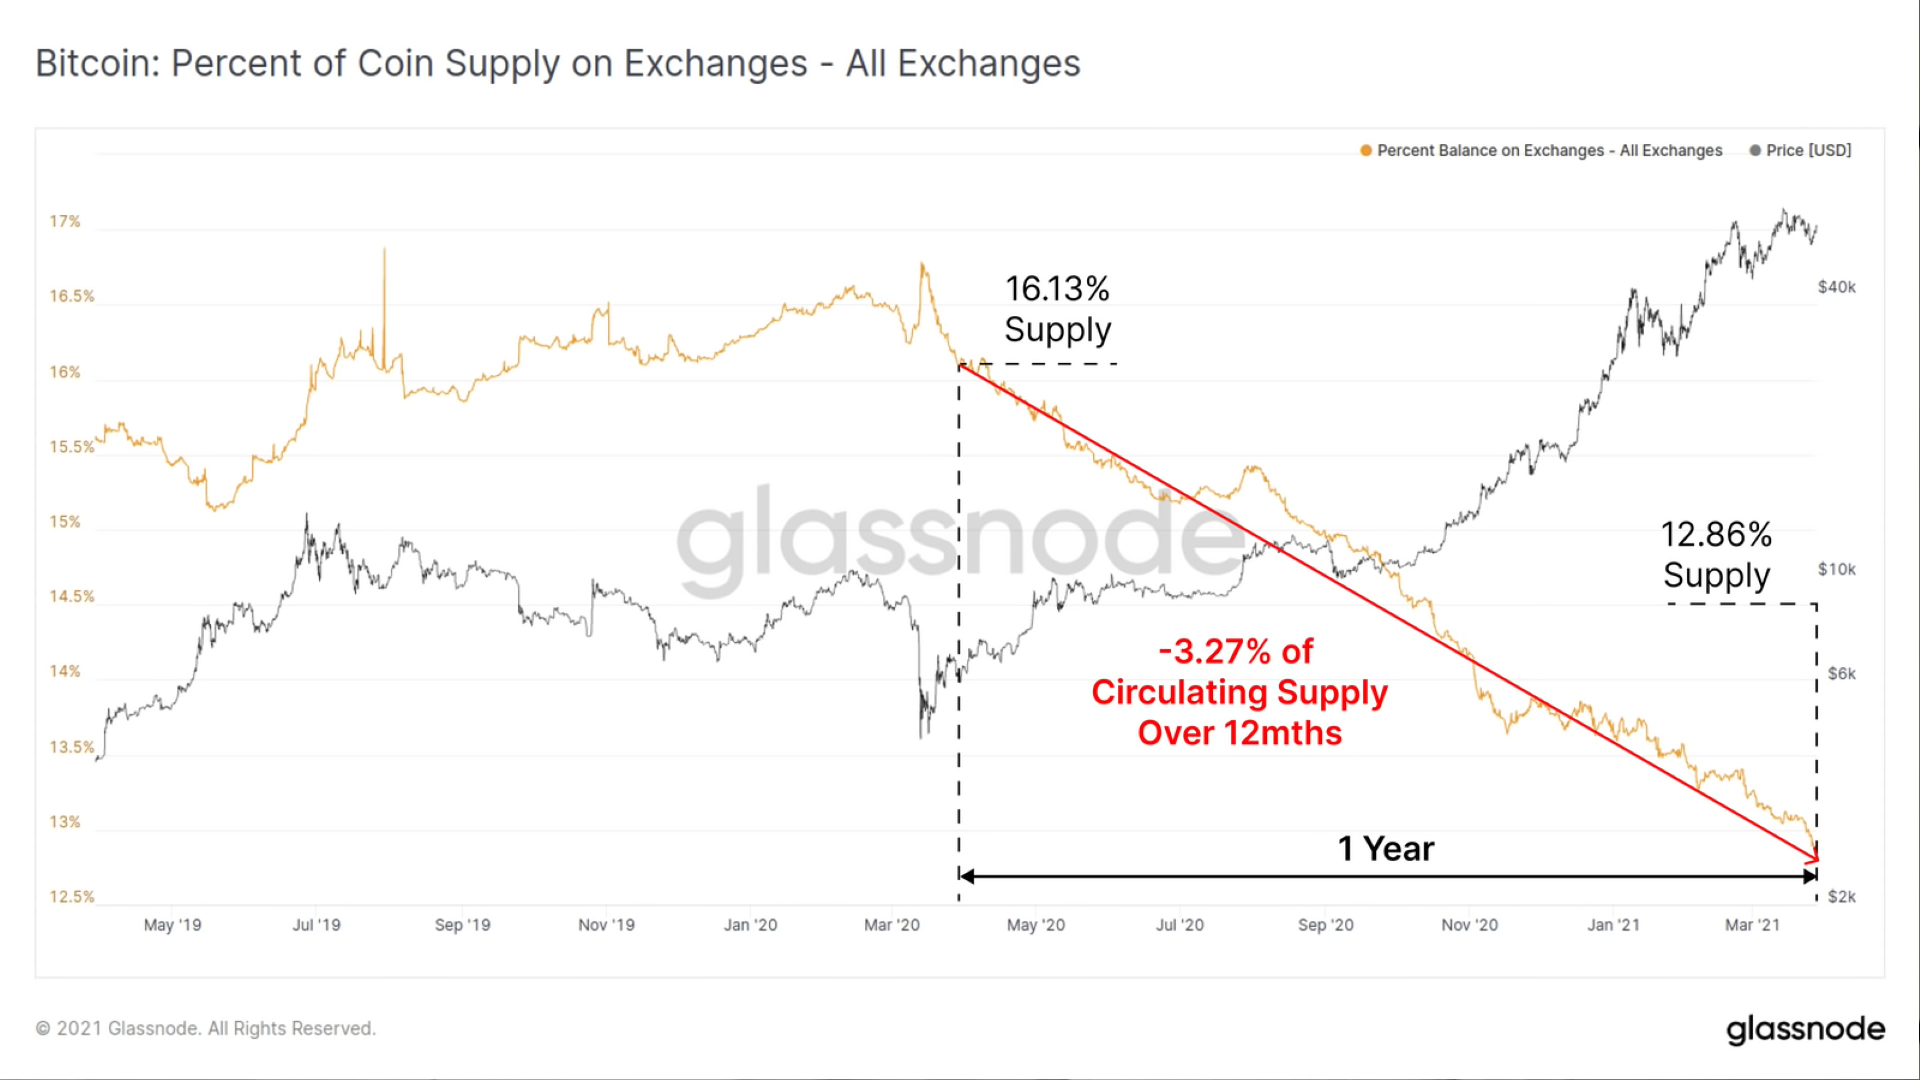 Bitcoin: Percent of Coin Supply on Exchanges - All Exchanges
Percent Balance on Exchanges - All Exchanges
Price [USD]
17%
16.5%
16%
15.5%
15%
14.5%
14%
13.5%
13%
12.5%
16.13%
Supply
glassnode
-3.27% of
Circulating Supply
Over 12mths
12.86%
Supply
1 Year
$40k
$10k
$6k
$2k
May '19
Jul '19
Sep '19
Nov '19
Jan '20
Mar '20
May '20
Jul '20
Sep '20
Nov '20
Jan '21
Mar '21
© 2021 Glassnode. All Rights Reserved.
glassnode